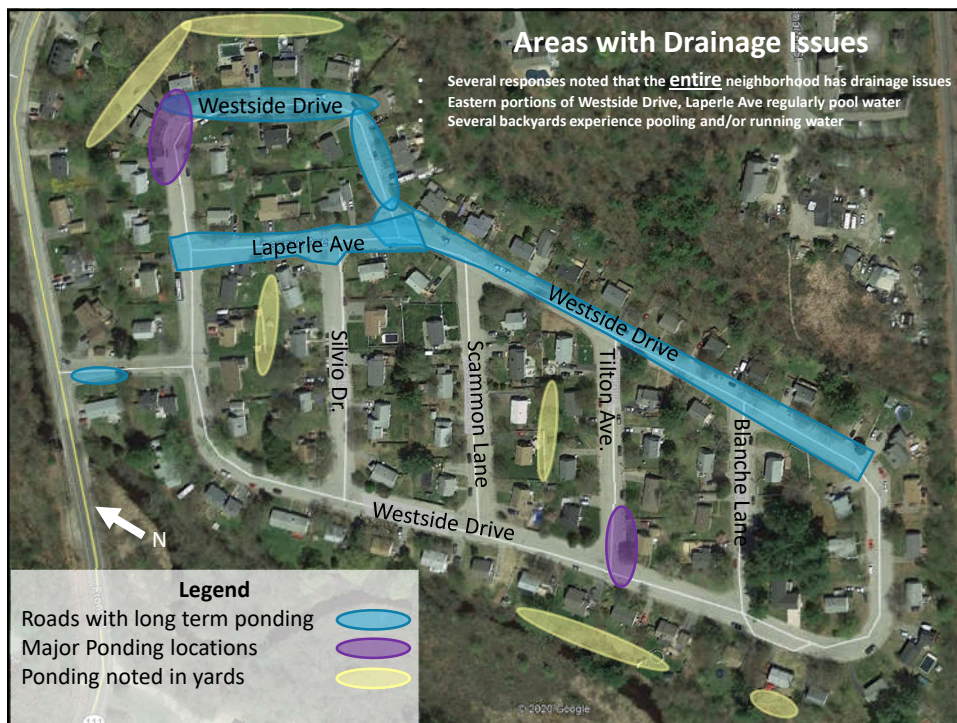 Areas with Drainage Issues
• Several responses noted that the entire neighborhood has drainage issues
• Eastern portions of Westside Drive, Laperle Ave regularly pool water
• Several backyards experience pooling and/or running water
Westside Drive
Laperle Ave
Westside Drive
Silvio Dr.
Scammon Lane
Tilton Ave.
Blanche Lane
Westside Drive
N
Legend
Roads with long term ponding
Major Ponding locations
Ponding noted in yards
© 2020 Google
111